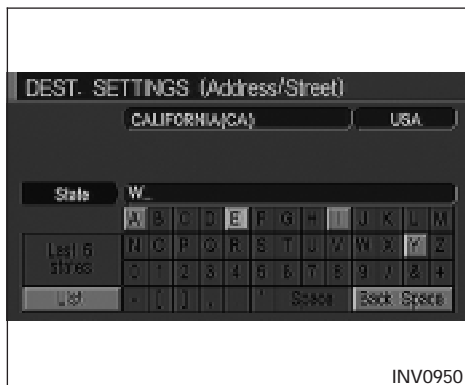 DEST. SETTINGS (Address/Street)
CALIFORNIA(CA) USA
State W_
A B C D E F G H I J K L M
Last 5 states N O P Q R S T U V W X Y Z
0 1 2 3 4 5 6 7 8 9 / & +
List - ( ) . ' Space Back Space
INV0950